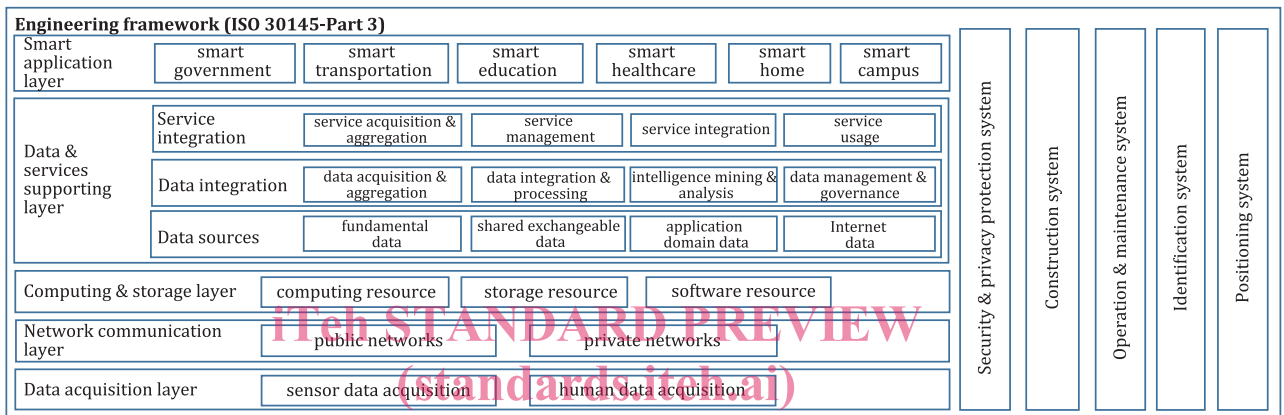 Engineering framework (ISO 30145-Part 3)
Smart
application
layer
smart
government
smart
transportation
smart
education
smart
healthcare
smart
home
smart
campus
Data &
services
supporting
layer
Service
integration
service acquisition &
aggregation
service
management
service integration
service
usage
Data integration
data acquisition &
aggregation
data integration &
processing
intelligence mining &
analysis
data management &
governance
Data sources
fundamental
data
shared exchangeable
data
application
domain data
Internet
data
Computing & storage layer
computing resource
storage resource
software resource
Network communication
layer
public networks
private networks
Data acquisition layer
sensor data acquisition
human data acquisition
Security & privacy protection system
Construction system
Operation & maintenance system
Identification system
Positioning system
iTeh STANDARD PREVIEW
(standards.iteh.ai)